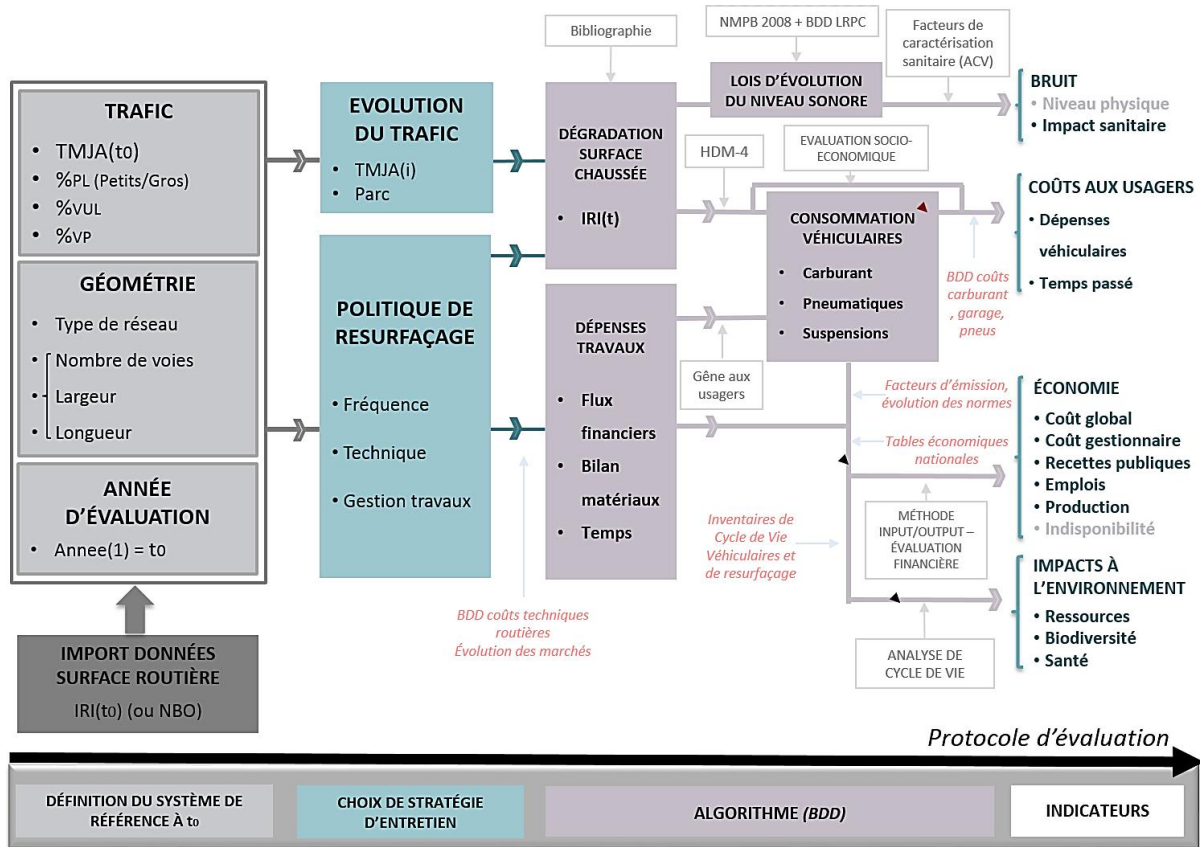 TRAFIC
• TMJA(t0)
• %PL (Petits/Gros)
• %VUL
• %VP
GÉOMÉTRIE
• Type de réseau
• Nombre de voies
• Largeur
• Longueur
ANNÉE
D'ÉVALUATION
• Annee(1) = t0
IMPORT DONNÉES
SURFACE ROUTIÈRE
IRI(t0) (ou NBO)
EVOLUTION
DU TRAFIC
• TMJA(i)
• Parc
POLITIQUE DE
RESURFAÇAGE
• Fréquence
• Technique
• Gestion travaux
Bibliographie
DÉGRADATION
SURFACE
CHAUSSÉE
• IRI(t)
DÉPENSES
TRAVAUX
• Flux
financiers
• Bilan
matériaux
• Temps
BDD coûts techniques
routières
Évolution des marchés
NMPB 2008 + BDD LRPC
LOIS D'ÉVOLUTION
DU NIVEAU SONORE
Facteurs de
caractérisation
sanitaire (ACV)
HDM-4
EVALUATION SOCIO-
ECONOMIQUE
CONSOMMATION
VÉHICULAIRES
• Carburant
• Pneumatiques
• Suspensions
Gêne aux
usagers
BDD coûts
carburant
, garage,
pneus
Facteurs d'émission,
évolution des normes
Tables économiques
nationales
Inventaires de
Cycle de Vie
Véhiculaires et
de resurfaçage
MÉTHODE
INPUT/OUTPUT –
ÉVALUATION
FINANCIÈRE
ANALYSE DE
CYCLE DE VIE
BRUIT
• Niveau physique
• Impact sanitaire
COÛTS AUX USAGERS
• Dépenses
véhiculaires
• Temps passé
ÉCONOMIE
• Coût global
• Coût gestionnaire
• Recettes publiques
• Emplois
• Production
• Indisponibilité
IMPACTS À
L'ENVIRONNEMENT
• Ressources
• Biodiversité
• Santé
Protocole d'évaluation
DÉFINITION DU SYSTÈME DE
RÉFÉRENCE À t0
CHOIX DE STRATÉGIE
D'ENTRETIEN
ALGORITHME (BDD)
INDICATEURS